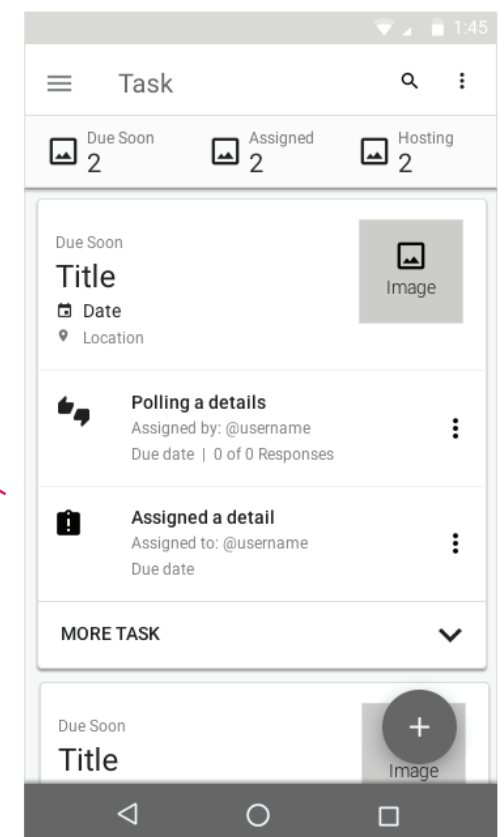 1:45
Task
Due Soon
2
Assigned
2
Hosting
2
Due Soon
Title
Date
Location
Image
Polling a details
Assigned by: @username
Due date | 0 of 0 Responses
Assigned a detail
Assigned to: @username
Due date
MORE TASK
Due Soon
Title
Image